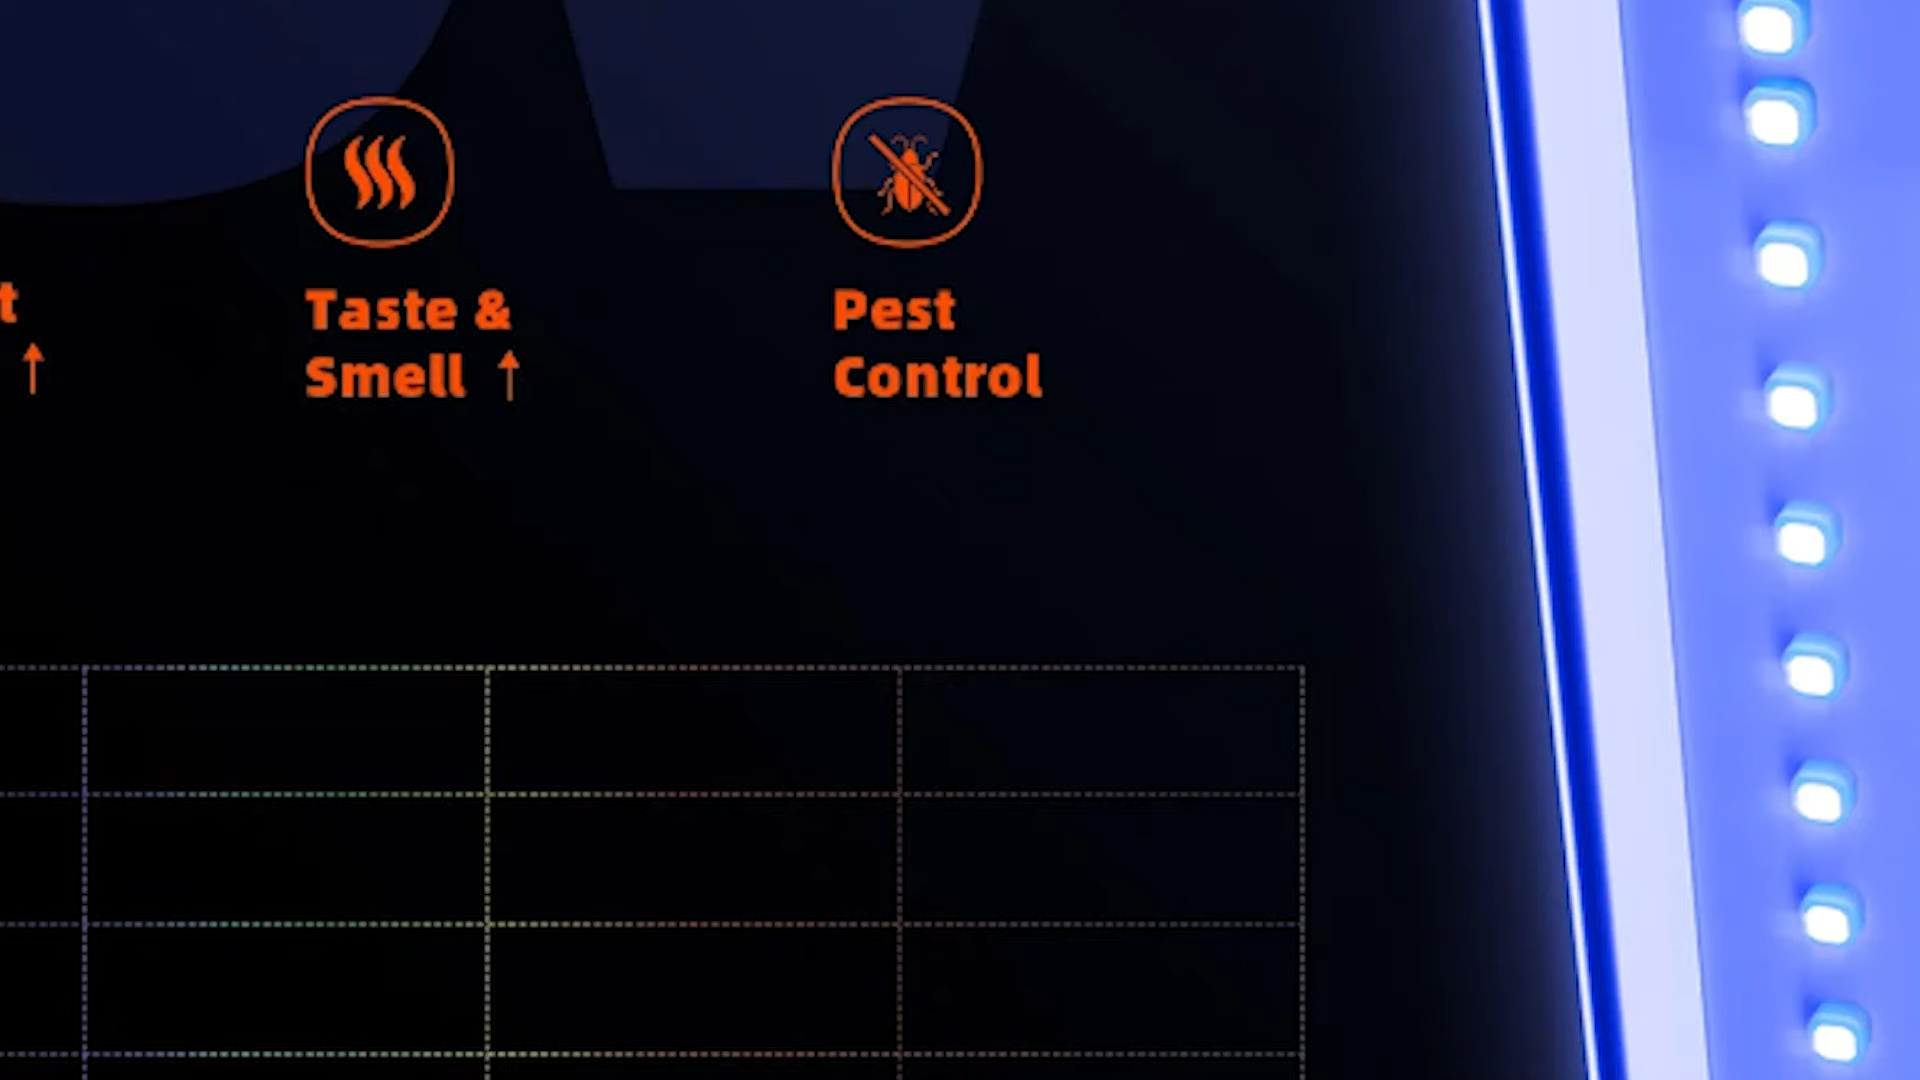 t
↑
Taste &
Smell ↑
Pest
Control